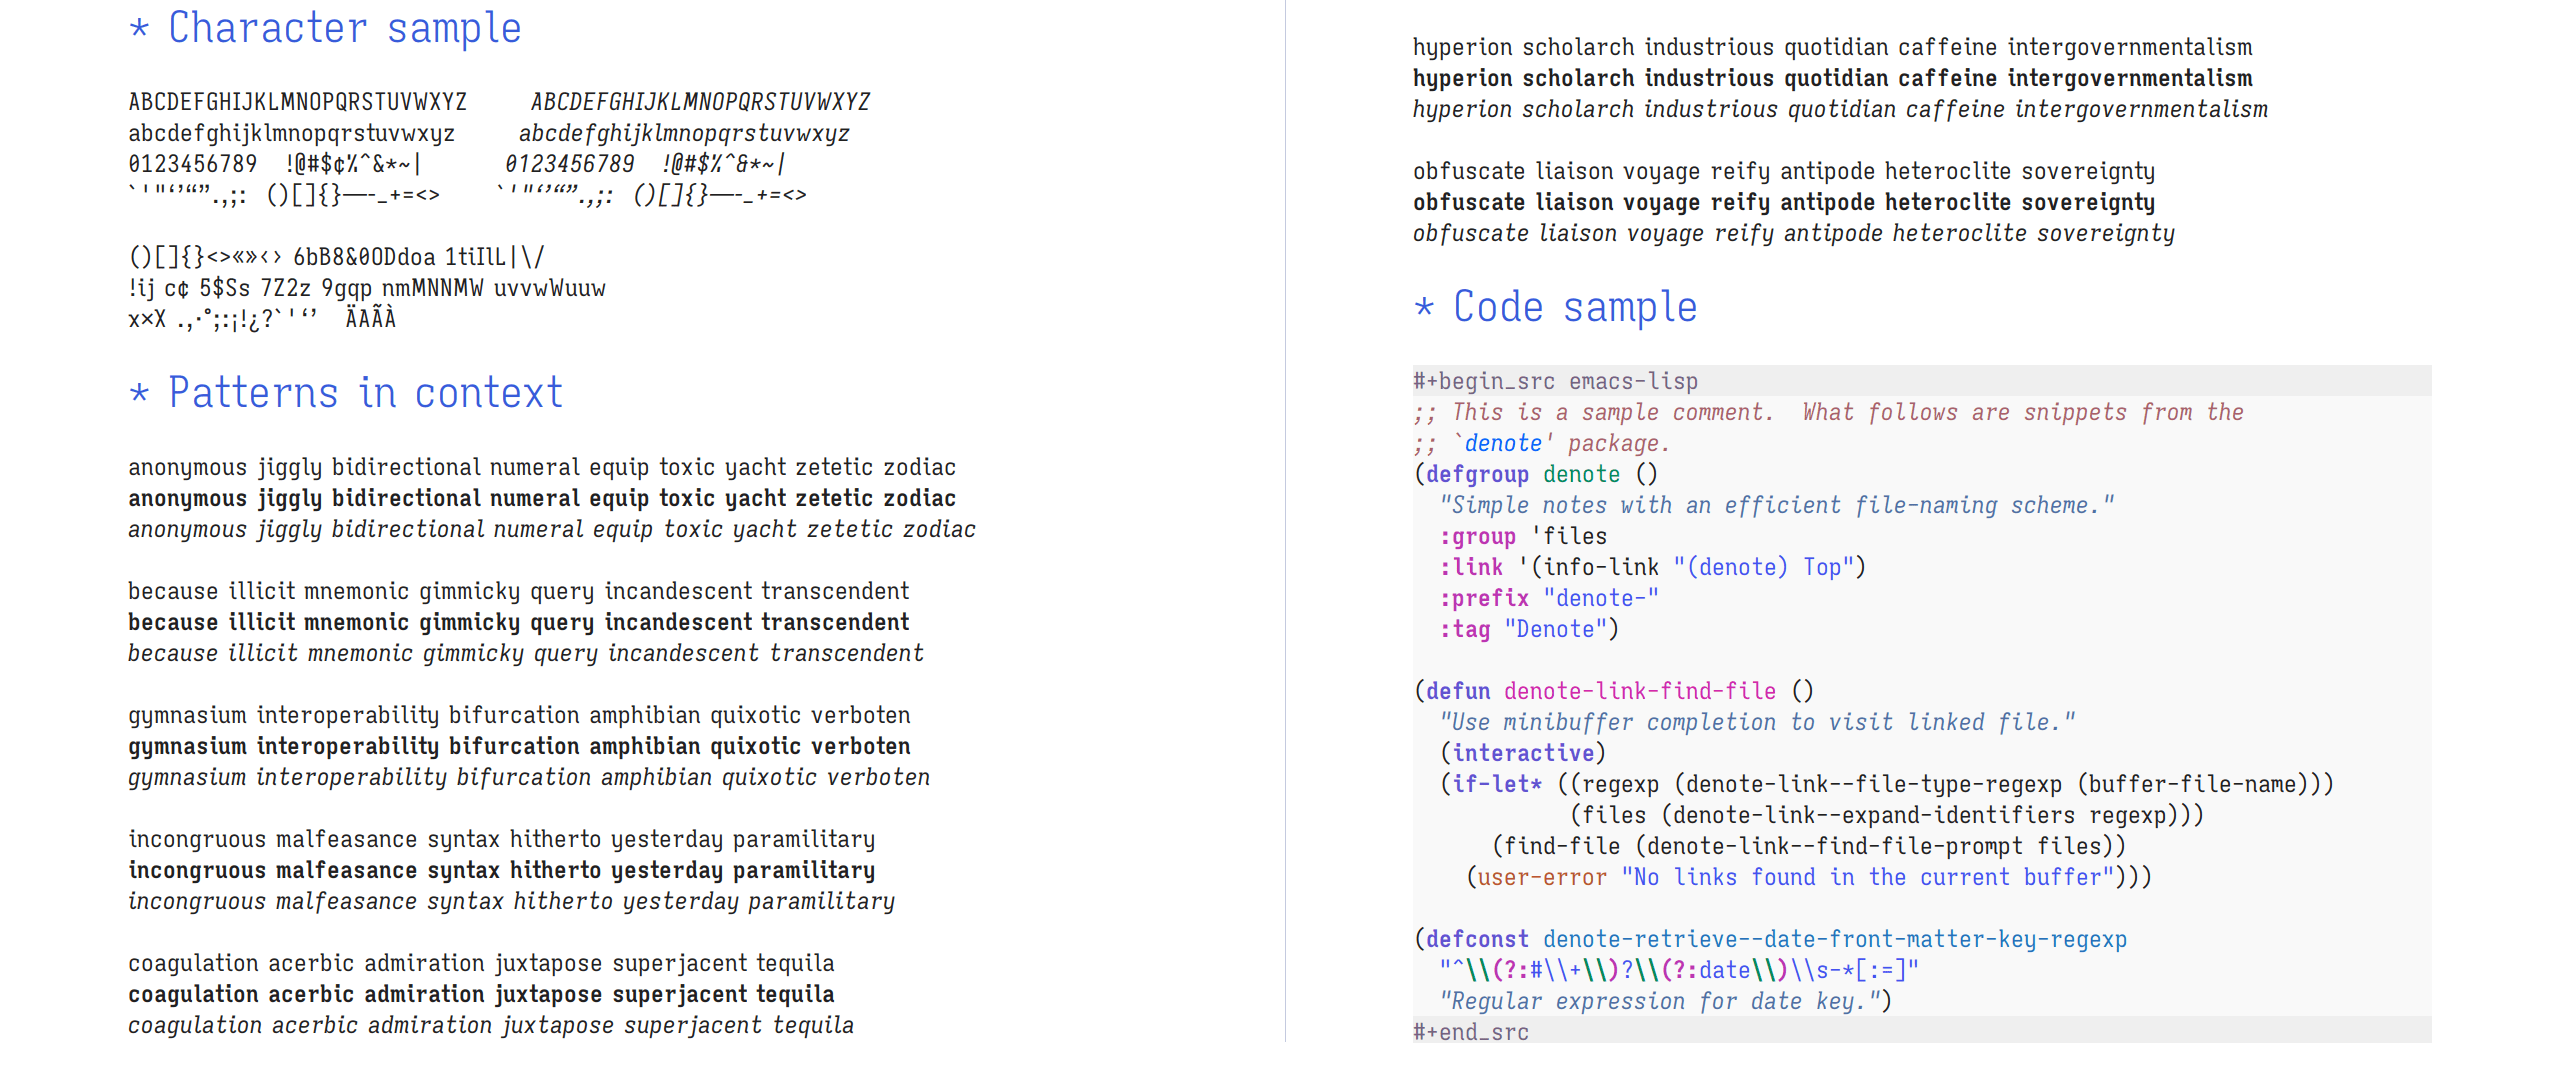 * Character sample
ABCDEFGHIJKLMNOPQRSTUVWXYZ     ABCDEFGHIJKLMNOPQRSTUVWXYZ
abcdefghijklmnopqrstuvwxyz     abcdefghijklmnopqrstuvwxyz
0123456789  !@#$¢%^&*~|       0123456789  !@#$%^&*~|
`'"‘’“”.,;:  ()[]{}—–-_+=<>     `'"‘’“”.,;:  ()[]{}—–-_+=<>
()[]{}<>«»‹› 6bB8&0ODdoa 1tiIlL|\/
!ij c¢ 5$Ss 7Z2z 9gqp nmMNNMW uvvwWuuw
x×X .,·°;:¡!¿?`'‘’  ÄAÃÀ
* Patterns in context
anonymous jiggly bidirectional numeral equip toxic yacht zetetic zodiac
anonymous jiggly bidirectional numeral equip toxic yacht zetetic zodiac
anonymous jiggly bidirectional numeral equip toxic yacht zetetic zodiac
because illicit mnemonic gimmicky query incandescent transcendent
because illicit mnemonic gimmicky query incandescent transcendent
because illicit mnemonic gimmicky query incandescent transcendent
gymnasium interoperability bifurcation amphibian quixotic verboten
gymnasium interoperability bifurcation amphibian quixotic verboten
gymnasium interoperability bifurcation amphibian quixotic verboten
incongruous malfeasance syntax hitherto yesterday paramilitary
incongruous malfeasance syntax hitherto yesterday paramilitary
incongruous malfeasance syntax hitherto yesterday paramilitary
coagulation acerbic admiration juxtapose superjacent tequila
coagulation acerbic admiration juxtapose superjacent tequila
coagulation acerbic admiration juxtapose superjacent tequila
hyperion scholarch industrious quotidian caffeine intergovernmentalism
hyperion scholarch industrious quotidian caffeine intergovernmentalism
hyperion scholarch industrious quotidian caffeine intergovernmentalism
obfuscate liaison voyage reify antipode heteroclite sovereignty
obfuscate liaison voyage reify antipode heteroclite sovereignty
obfuscate liaison voyage reify antipode heteroclite sovereignty
* Code sample
#+begin_src emacs-lisp
;; This is a sample comment.  What follows are snippets from the
;; `denote' package.
(defgroup denote ()
  "Simple notes with an efficient file-naming scheme."
  :group 'files
  :link '(info-link "(denote) Top")
  :prefix "denote-"
  :tag "Denote")
(defun denote-link-find-file ()
  "Use minibuffer completion to visit linked file."
  (interactive)
  (if-let* ((regexp (denote-link--file-type-regexp (buffer-file-name)))
            (files (denote-link--expand-identifiers regexp)))
      (find-file (denote-link--find-file-prompt files))
    (user-error "No links found in the current buffer")))
(defconst denote-retrieve--date-front-matter-key-regexp
  "^\\(?:#\\+\\)?\\(?:date\\)\\s-*[:=]"
  "Regular expression for date key.")
#+end_src